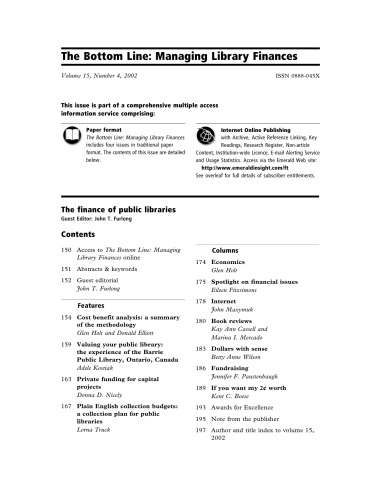 The Bottom Line: Managing Library Finances
Volume 15, Number 4, 2002
ISSN 0888-045X
This issue is part of a comprehensive multiple access
information service comprising:
Paper format
The Bottom Line: Managing Library Finances
includes four issues in traditional paper
format. The contents of this issue are detailed
below.
Internet Online Publishing
with Archive, Active Reference Linking, Key
Readings, Research Register, Non-article
Content, Institution-wide Licence, E-mail Alerting Service
and Usage Statistics. Access via the Emerald Web site:
http://www.emeraldinsight.com/ft
See overleaf for full details of subscriber entitlements.
The finance of public libraries
Guest Editor: John T. Furlong
Contents
150 Access to The Bottom Line: Managing
Library Finances online
151 Abstracts & keywords
152 Guest editorial
John T. Furlong
Features
154 Cost benefit analysis: a summary
of the methodology
Glen Holt and Donald Elliott
159 Valuing your public library:
the experience of the Barrie
Public Library, Ontario, Canada
Adele Kostiak
163 Private funding for capital
projects
Donna D. Nicely
167 Plain English collection budgets:
a collection plan for public
libraries
Lorna Truck
Columns
174 Economics
Glen Holt
175 Spotlight on financial issues
Eileen Fitzsimons
178 Internet
John Maxymuk
180 Book reviews
Kay Ann Cassell and
Marina I. Mercado
183 Dollars with sense
Betty Anne Wilson
186 Fundraising
Jennifer F. Paustenbaugh
189 If you want my 2¢ worth
Kent C. Boese
193 Awards for Excellence
195 Note from the publisher
197 Author and title index to volume 15,
2002